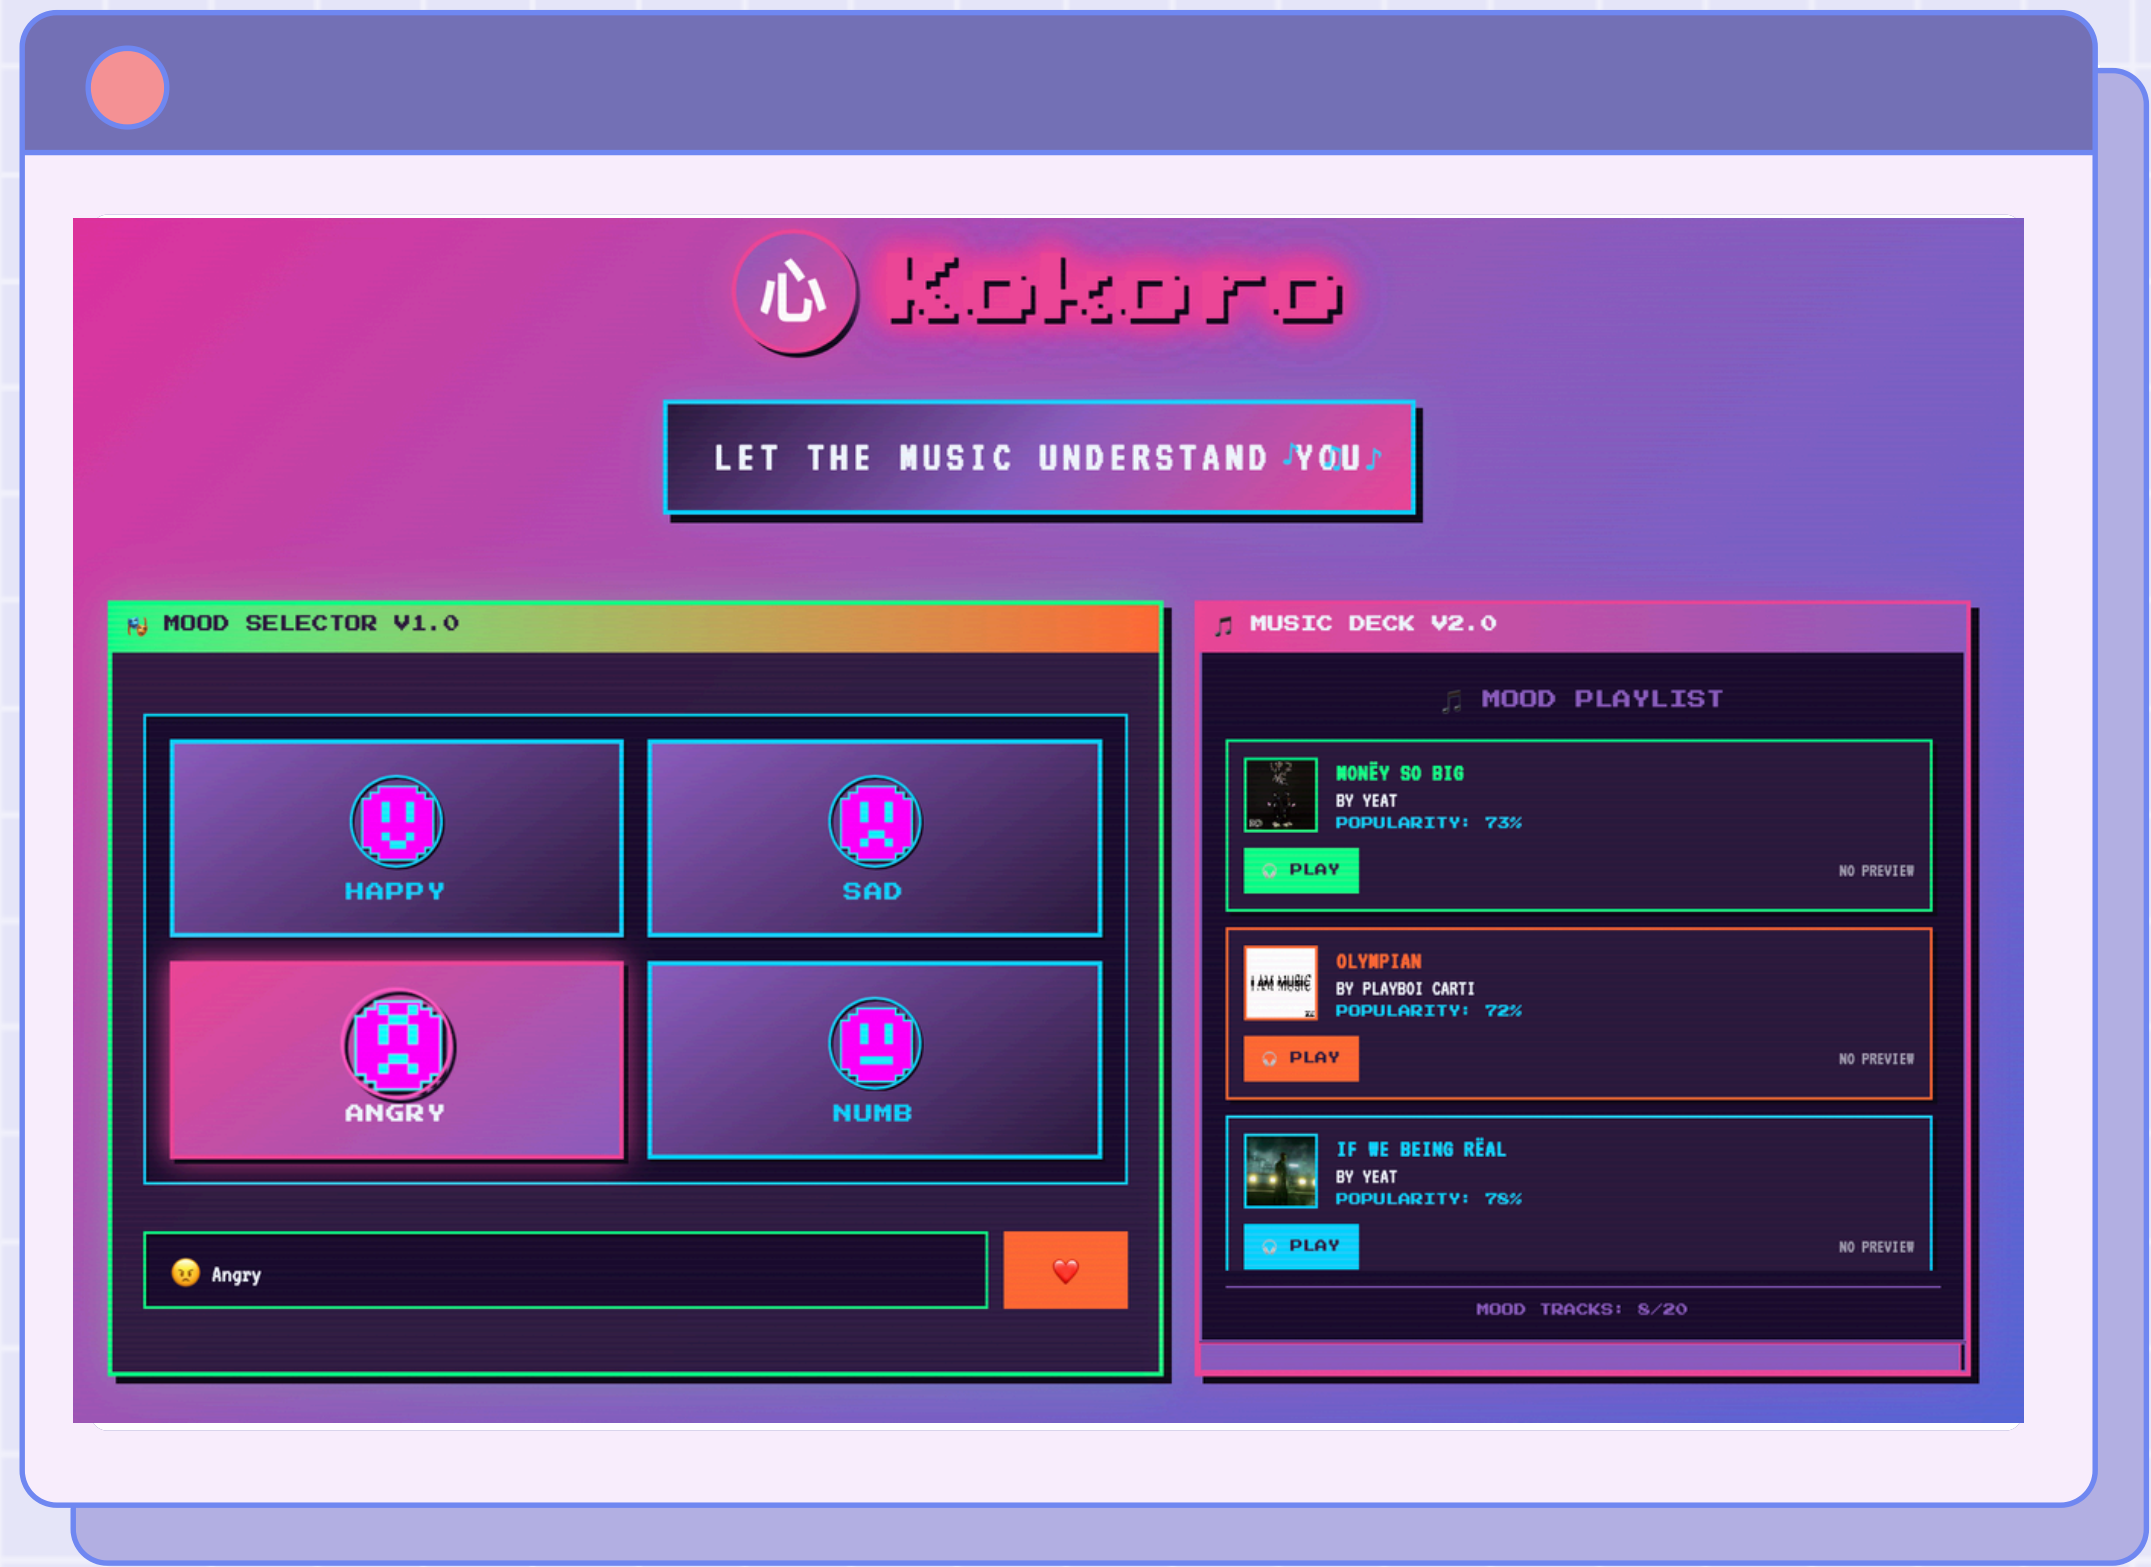 心 Kokoro
LET THE MUSIC UNDERSTAND YOU
MOOD SELECTOR V1.0
HAPPY
SAD
ANGRY
NUMB
😠 Angry
MUSIC DECK V2.0
MOOD PLAYLIST
UP 2
ME
MONËY SO BIG
BY YEAT
POPULARITY: 73%
PLAY
NO PREVIEW
I AM MUSIC
OLYMPIAN
BY PLAYBOI CARTI
POPULARITY: 72%
PLAY
NO PREVIEW
IF WE BEING RËAL
BY YEAT
POPULARITY: 78%
PLAY
NO PREVIEW
MOOD TRACKS: 8/20